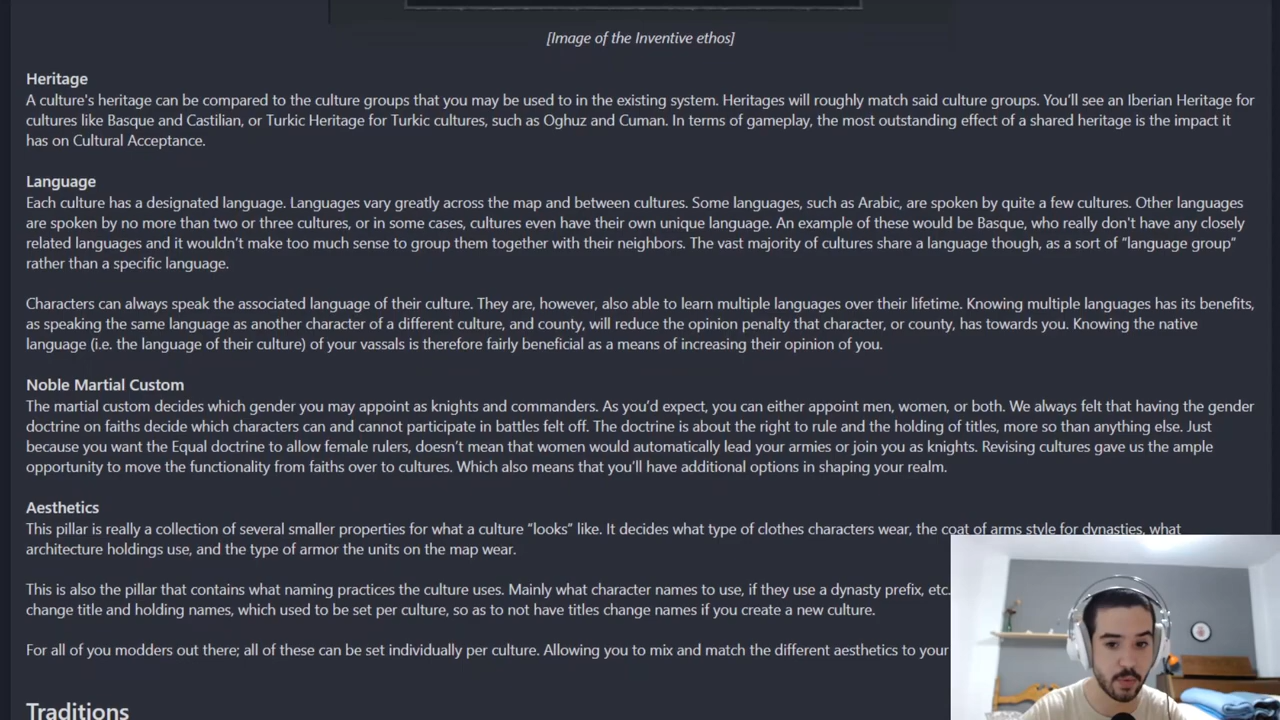 [Image of the Inventive ethos]
Heritage
A culture's heritage can be compared to the culture groups that you may be used to in the existing system. Heritages will roughly match said culture groups. You'll see an Iberian Heritage for
cultures like Basque and Castilian, or Turkic Heritage for Turkic cultures, such as Oghuz and Cuman. In terms of gameplay, the most outstanding effect of a shared heritage is the impact it
has on Cultural Acceptance.
Language
Each culture has a designated language. Languages vary greatly across the map and between cultures. Some languages, such as Arabic, are spoken by quite a few cultures. Other languages
are spoken by no more than two or three cultures, or in some cases, cultures even have their own unique language. An example of these would be Basque, who really don't have any closely
related languages and it wouldn't make too much sense to group them together with their neighbors. The vast majority of cultures share a language though, as a sort of "language group"
rather than a specific language.
Characters can always speak the associated language of their culture. They are, however, also able to learn multiple languages over their lifetime. Knowing multiple languages has its benefits,
as speaking the same language as another character of a different culture, and county, will reduce the opinion penalty that character, or county, has towards you. Knowing the native
language (i.e. the language of their culture) of your vassals is therefore fairly beneficial as a means of increasing their opinion of you.
Noble Martial Custom
The martial custom decides which gender you may appoint as knights and commanders. As you'd expect, you can either appoint men, women, or both. We always felt that having the gender
doctrine on faiths decide which characters can and cannot participate in battles felt off. The doctrine is about the right to rule and the holding of titles, more so than anything else. Just
because you want the Equal doctrine to allow female rulers, doesn't mean that women would automatically lead your armies or join you as knights. Revising cultures gave us the ample
opportunity to move the functionality from faiths over to cultures. Which also means that you'll have additional options in shaping your realm.
Aesthetics
This pillar is really a collection of several smaller properties for what a culture "looks" like. It decides what type of clothes characters wear, the coat of arms style for dynasties, what
architecture holdings use, and the type of armor the units on the map wear.
This is also the pillar that contains what naming practices the culture uses. Mainly what character names to use, if they use a dynasty prefix, etc.
change title and holding names, which used to be set per culture, so as to not have titles change names if you create a new culture.
For all of you modders out there; all of these can be set individually per culture. Allowing you to mix and match the different aesthetics to your
Traditions